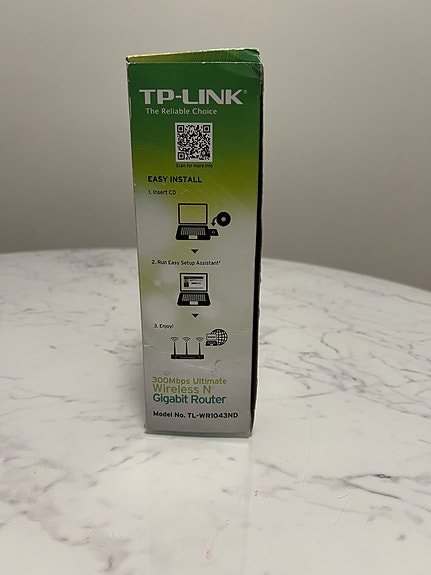 TP-LINK®
The Reliable Choice
Scan for more info
EASY INSTALL
1. Insert CD
2. Run Easy Setup Assistant¹
3. Enjoy!
300Mbps Ultimate
Wireless N
Gigabit Router
Model No. TL-WR1043ND